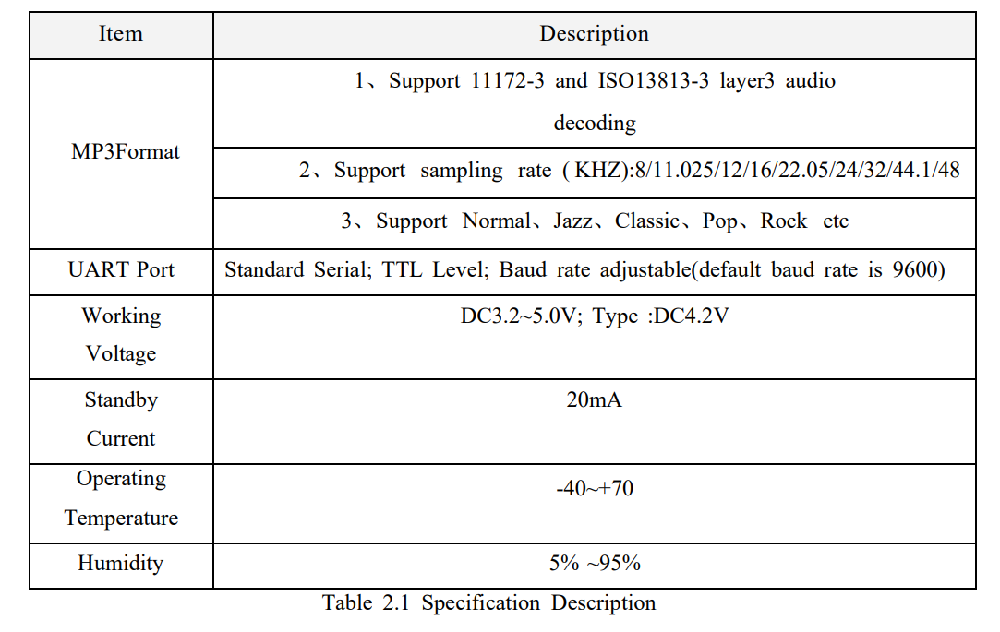 Item Description
MP3Format
1、Support 11172-3 and ISO13813-3 layer3 audio
decoding
2、Support sampling rate (KHZ):8/11.025/12/16/22.05/24/32/44.1/48
3、Support Normal、Jazz、Classic、Pop、Rock etc
UART Port Standard Serial; TTL Level; Baud rate adjustable(default baud rate is 9600)
Working
Voltage
DC3.2~5.0V; Type :DC4.2V
Standby
Current
20mA
Operating
Temperature
-40~+70
Humidity 5% ~95%
Table 2.1 Specification Description